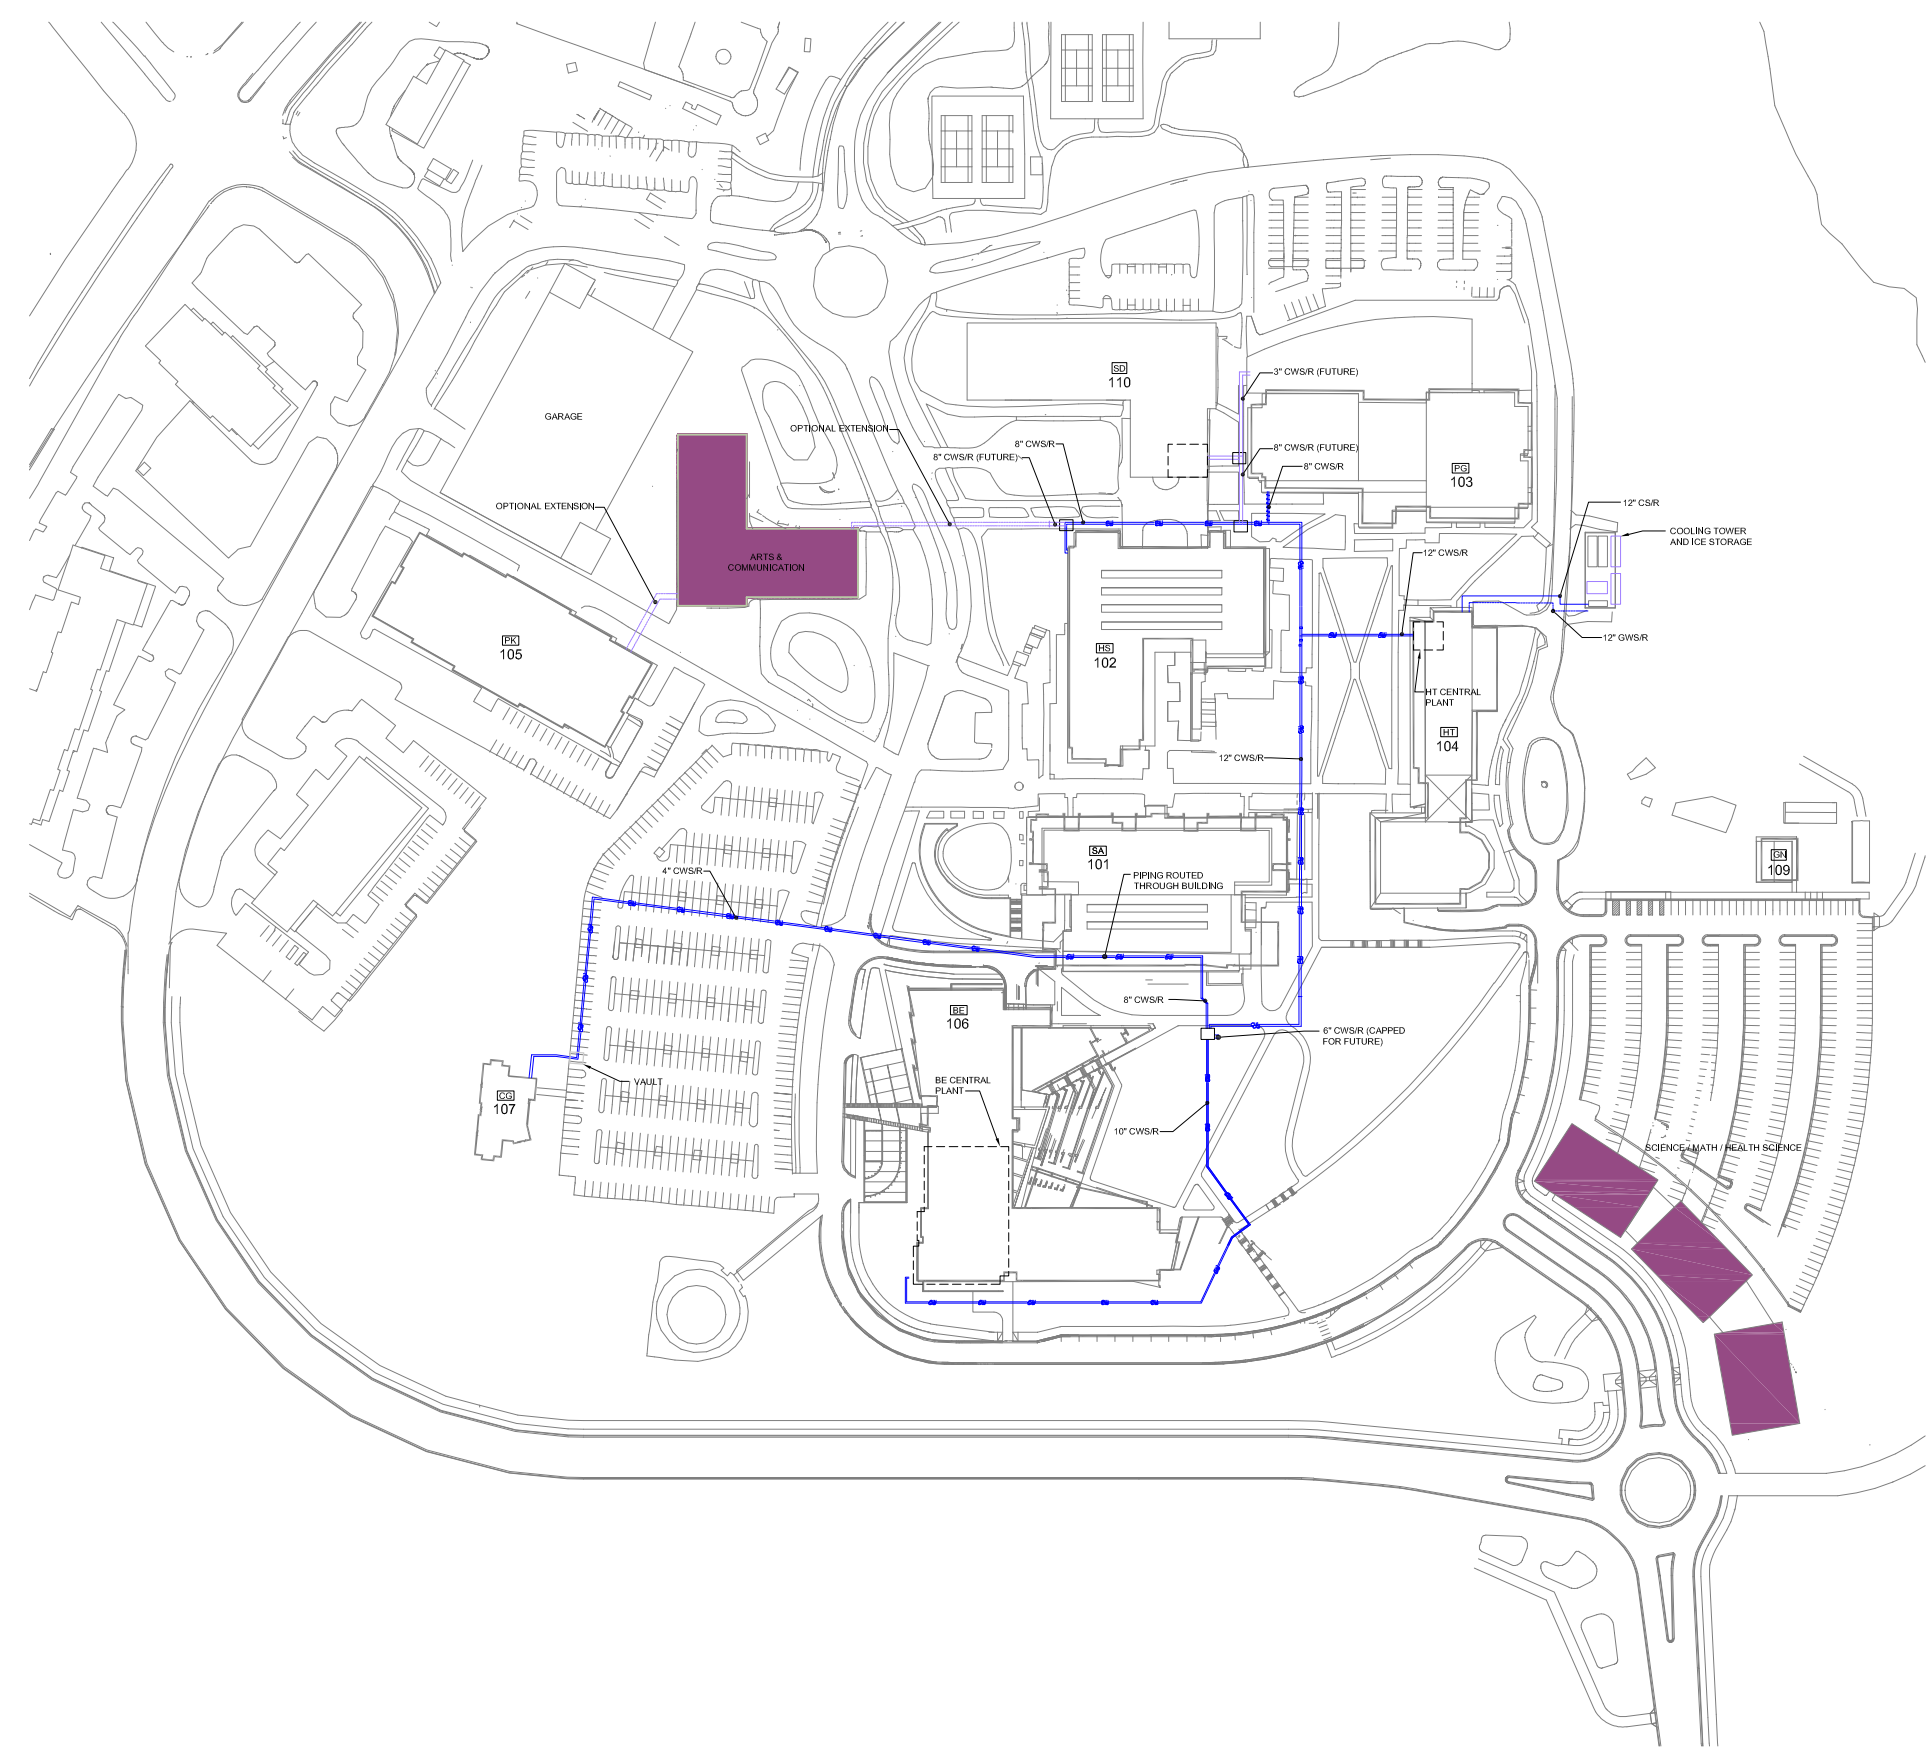 SD
110
3" CWS/R (FUTURE)
GARAGE
OPTIONAL EXTENSION
8" CWS/R
8" CWS/R (FUTURE)
8" CWS/R (FUTURE)
8" CWS/R
PG
103
OPTIONAL EXTENSION
12" CS/R
COOLING TOWER
AND ICE STORAGE
12" CWS/R
ARTS &
COMMUNICATION
PK
105
HS
102
12" GWS/R
HT CENTRAL
PLANT
HT
104
12" CWS/R
SA
101
GN
109
4" CWS/R
PIPING ROUTED
THROUGH BUILDING
8" CWS/R
BE
106
6" CWS/R (CAPPED
FOR FUTURE)
VAULT
BE CENTRAL
PLANT
CG
107
10" CWS/R
SCIENCE / MATH / HEALTH SCIENCE